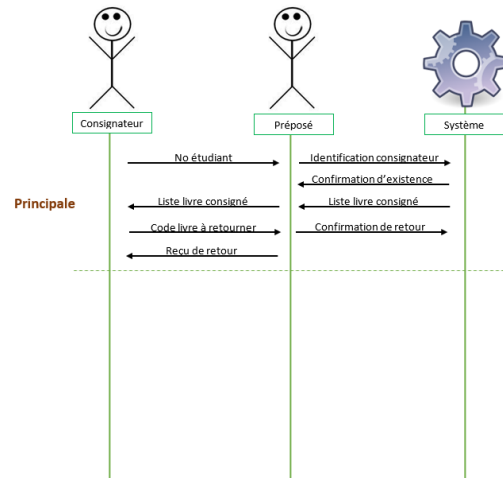 Consignateur
Préposé
Système
No étudiant
Identification consignateur
Confirmation d'existence
Principale
Liste livre consigné
Liste livre consigné
Code livre à retourner
Confirmation de retour
Reçu de retour